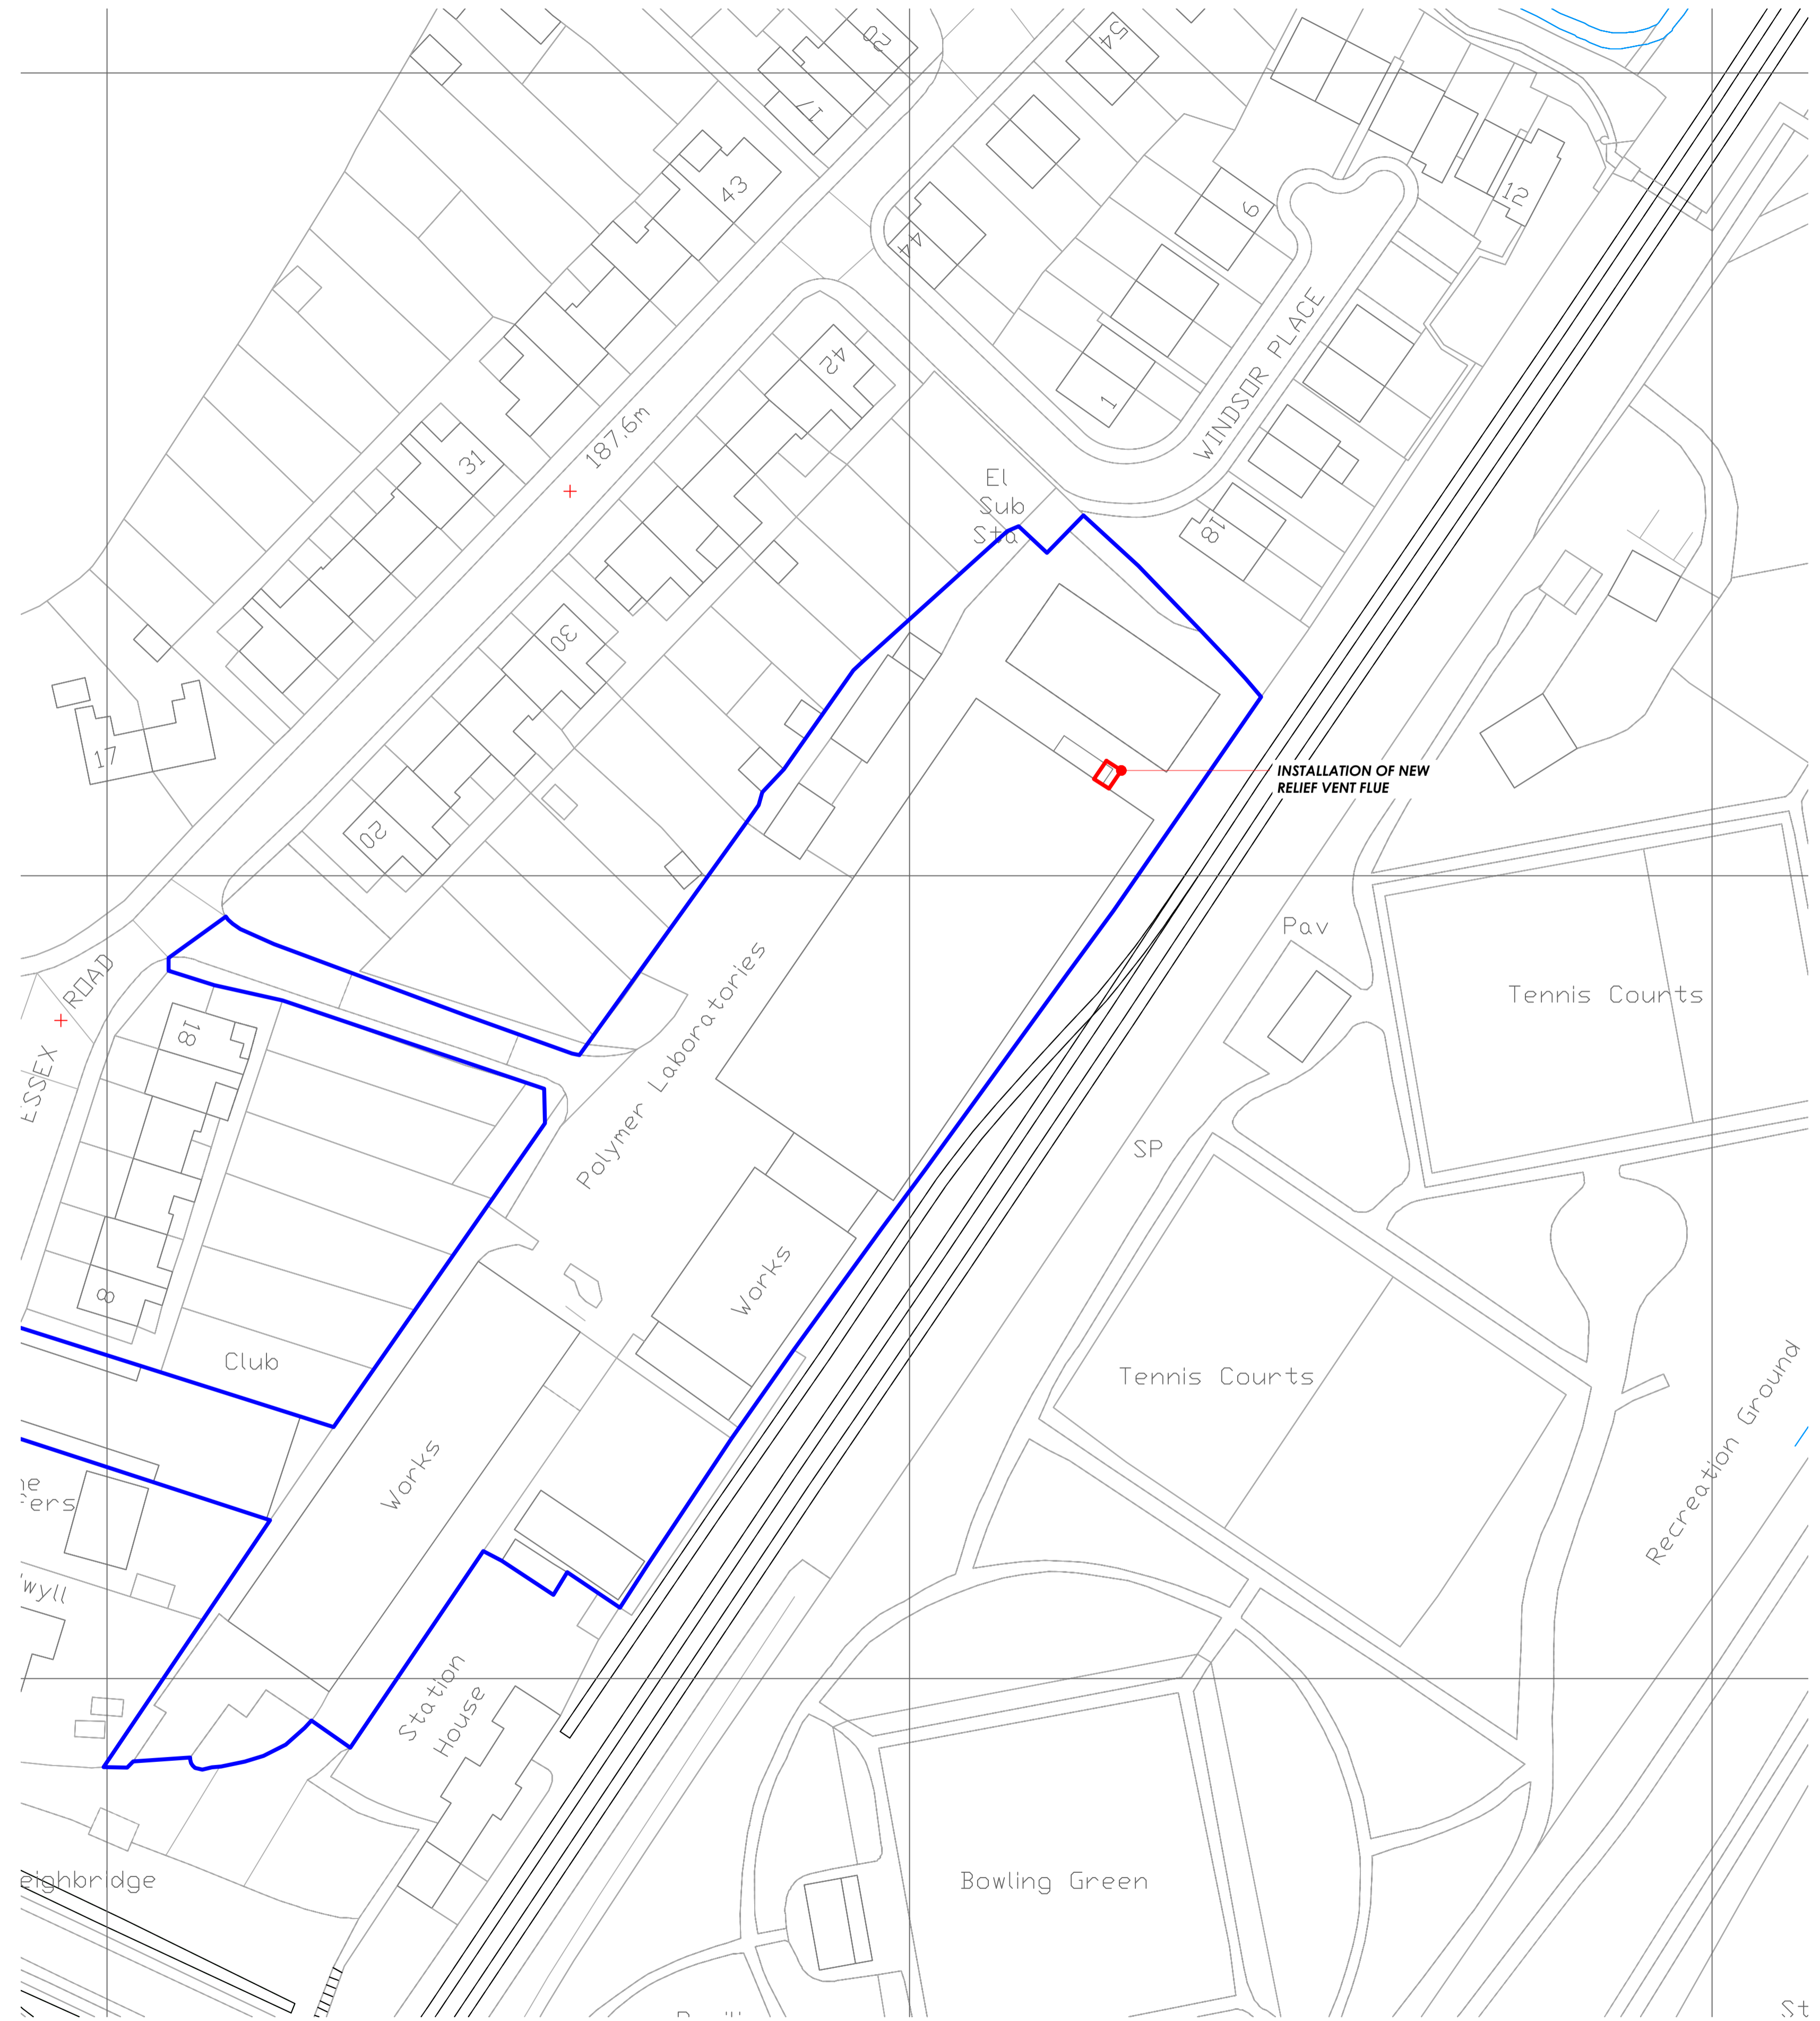 50
54
17
43
12
6
44
42
1
WINDSOR PLACE
187.6m
31
El
Sub
Sta
18
30
17
INSTALLATION OF NEW
RELIEF VENT FLUE
20
Pav
ROAD
Tennis Courts
18
Polymer Laboratories
ESSEX
SP
Works
8
Club
Tennis Courts
Recreation Ground
Works
Station
House
Bowling Green